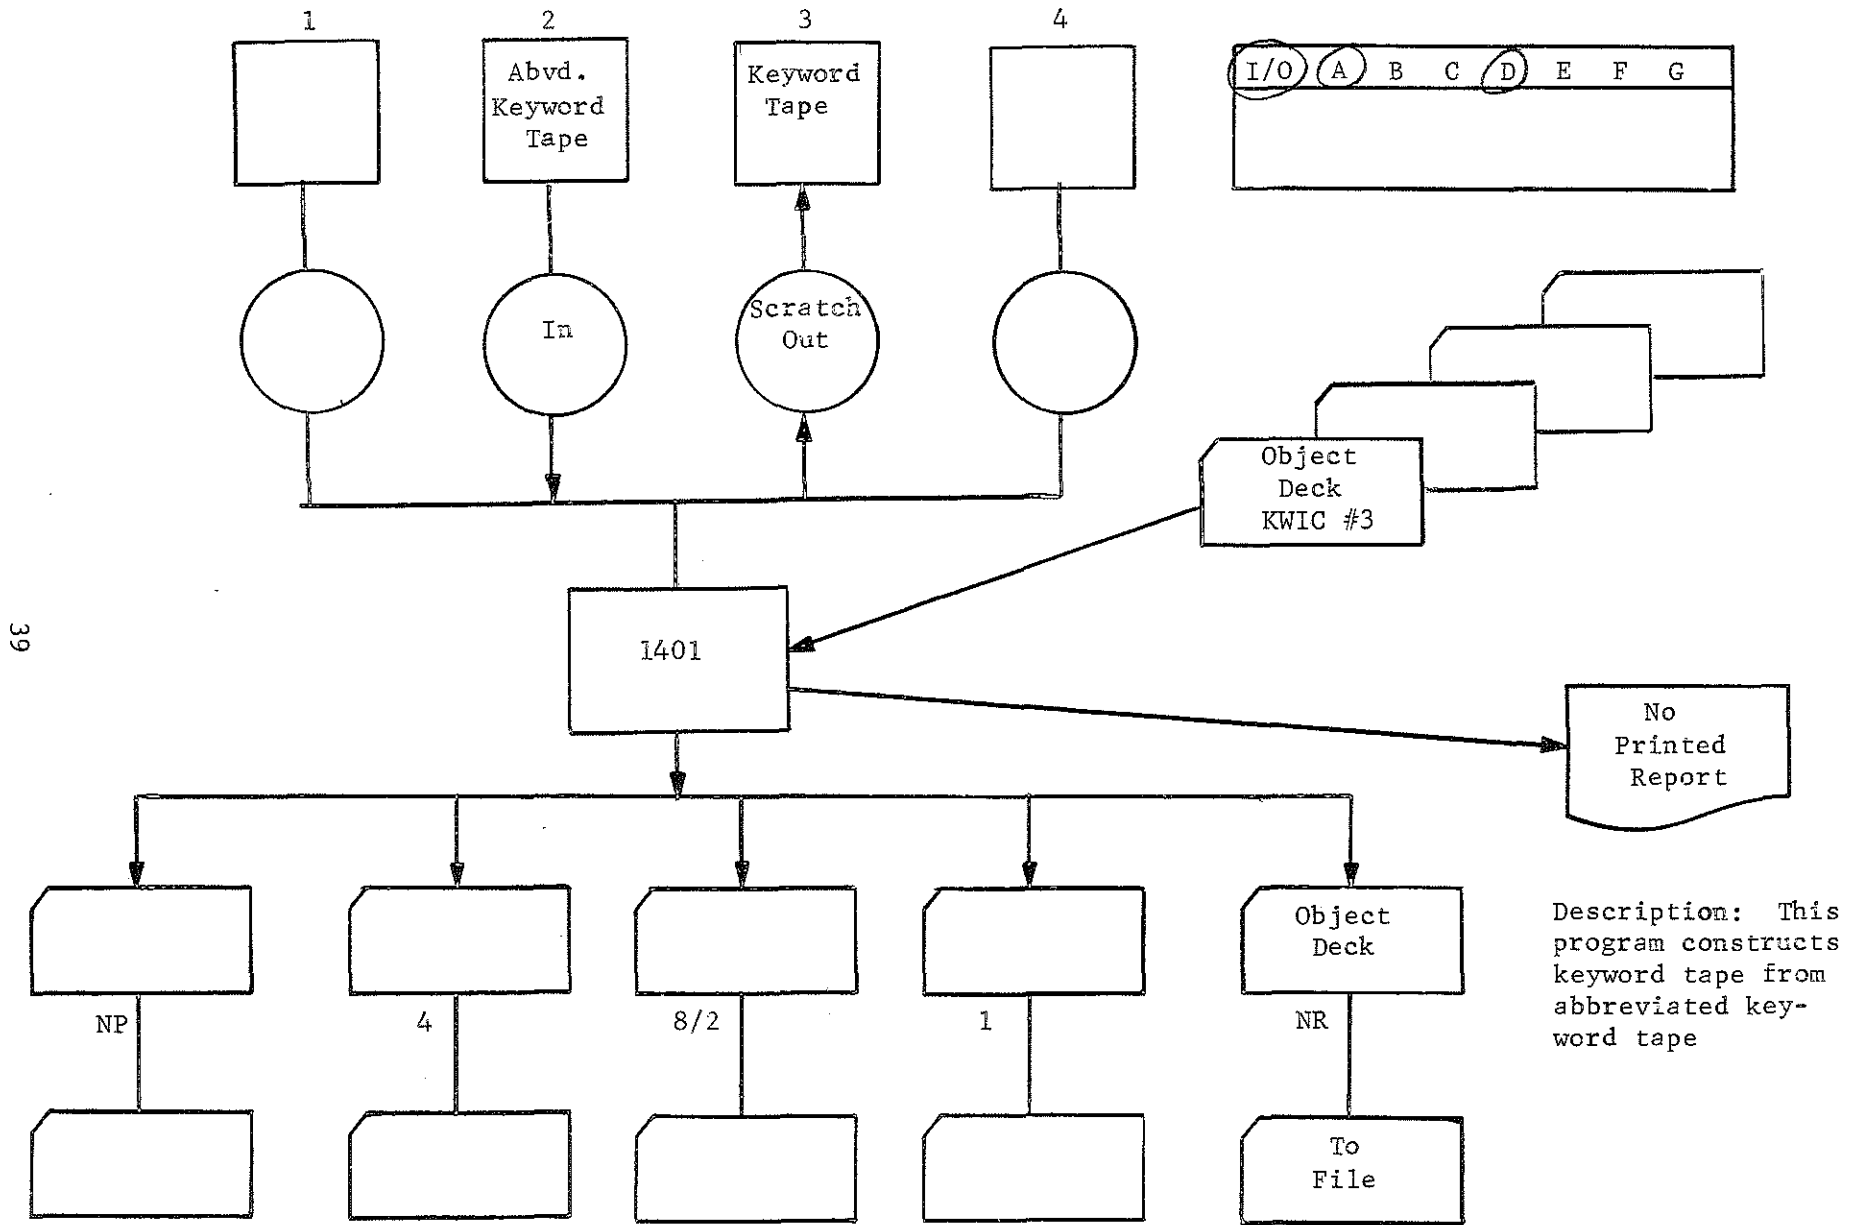 1 2 3 4
Abvd.
Keyword
Tape
Keyword
Tape
I/O A B C D E F G
In
Scratch
Out
Object
Deck
KWIC #3
1401
39
No
Printed
Report
Object
Deck
Description: This
program constructs
keyword tape from
abbreviated key-
word tape
NP 4 8/2 1 NR
To
File